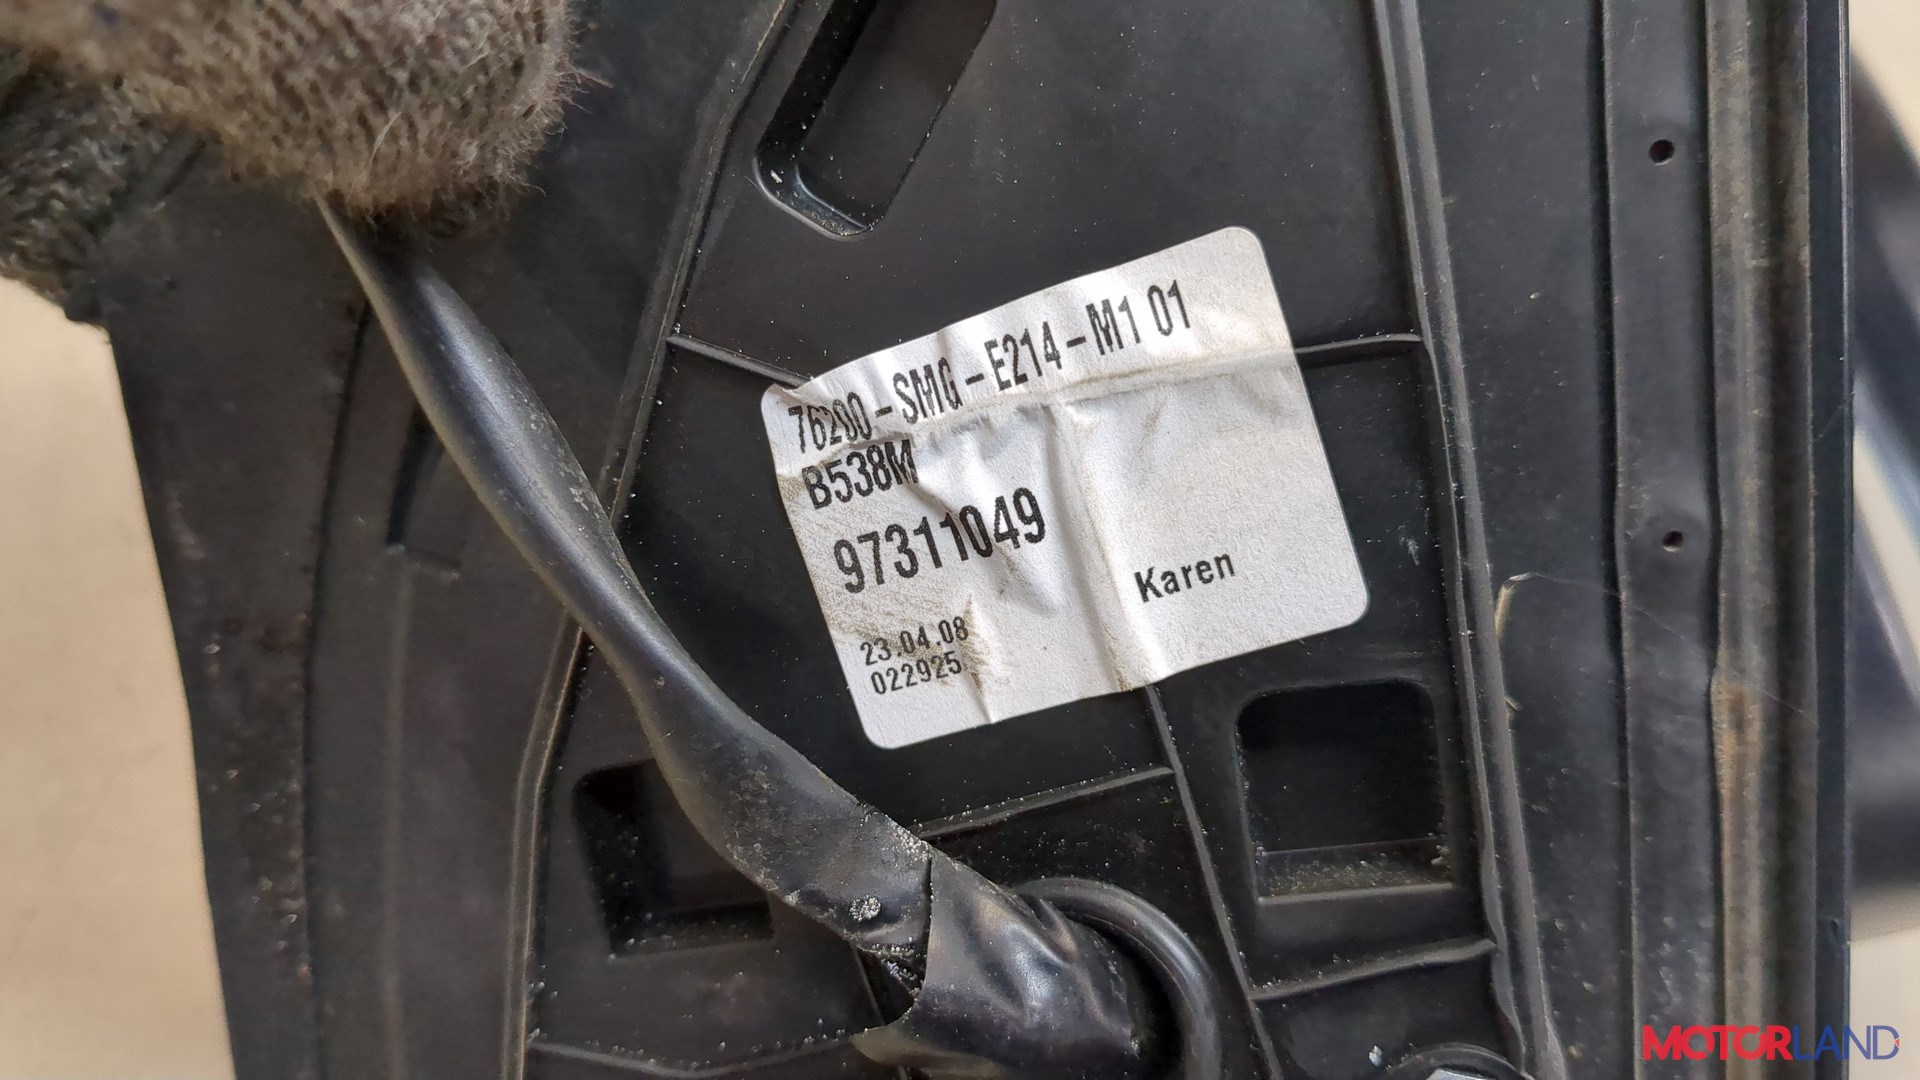 76200-SMG-E214-M1 01
B538M
97311049
Karen
23.04.08
022925
MOTORLAND